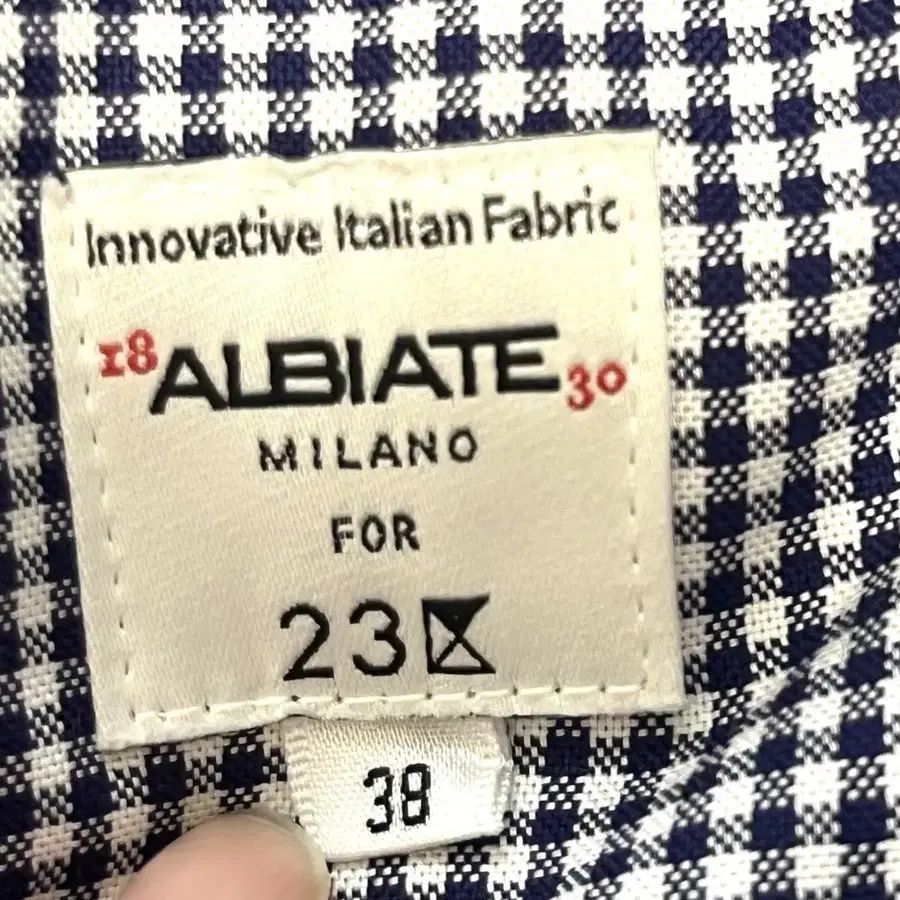 Innovative Italian Fabric
18 ALBIATE 30
MILANO
FOR
23
38